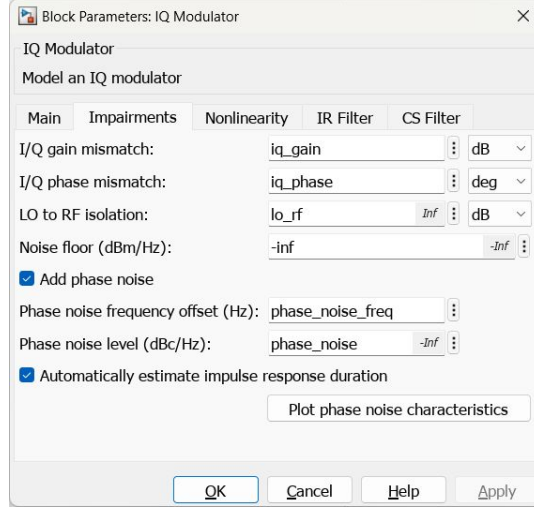 Block Parameters: IQ Modulator
IQ Modulator
Model an IQ modulator
Main Impairments Nonlinearity IR Filter CS Filter
I/Q gain mismatch: iq_gain dB
I/Q phase mismatch: iq_phase deg
LO to RF isolation: lo_rf Inf dB
Noise floor (dBm/Hz): -inf -Inf
Add phase noise
Phase noise frequency offset (Hz): phase_noise_freq
Phase noise level (dBc/Hz): phase_noise -Inf
Automatically estimate impulse response duration
Plot phase noise characteristics
OK Cancel Help Apply